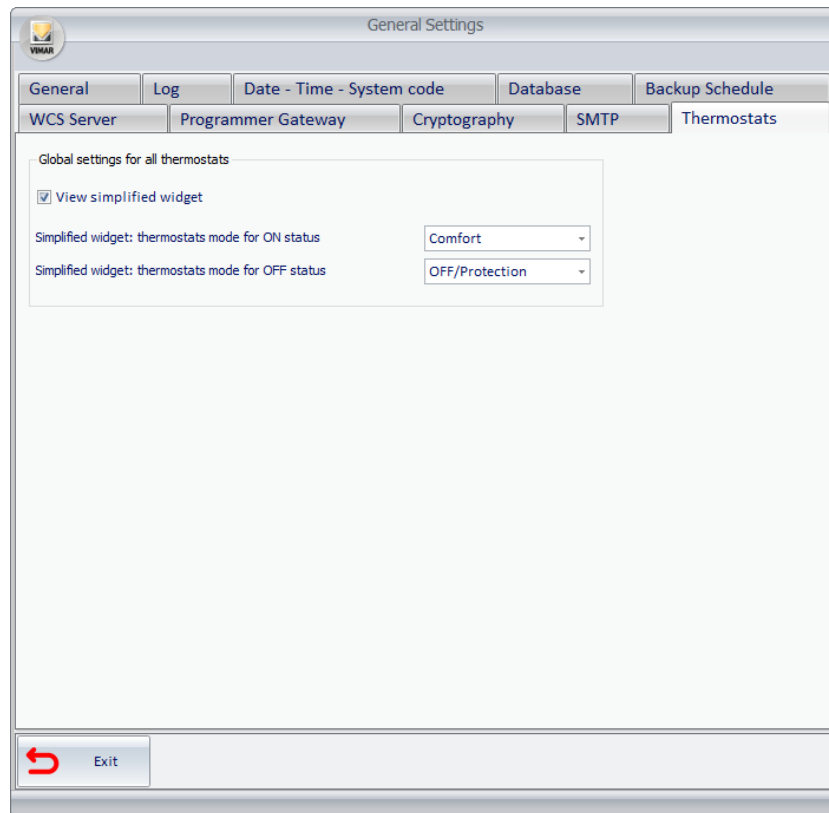 General Settings
VIMAR
General Log Date - Time - System code Database Backup Schedule
WCS Server Programmer Gateway Cryptography SMTP Thermostats
Global settings for all thermostats
View simplified widget
Simplified widget: thermostats mode for ON status Comfort
Simplified widget: thermostats mode for OFF status OFF/Protection
Exit